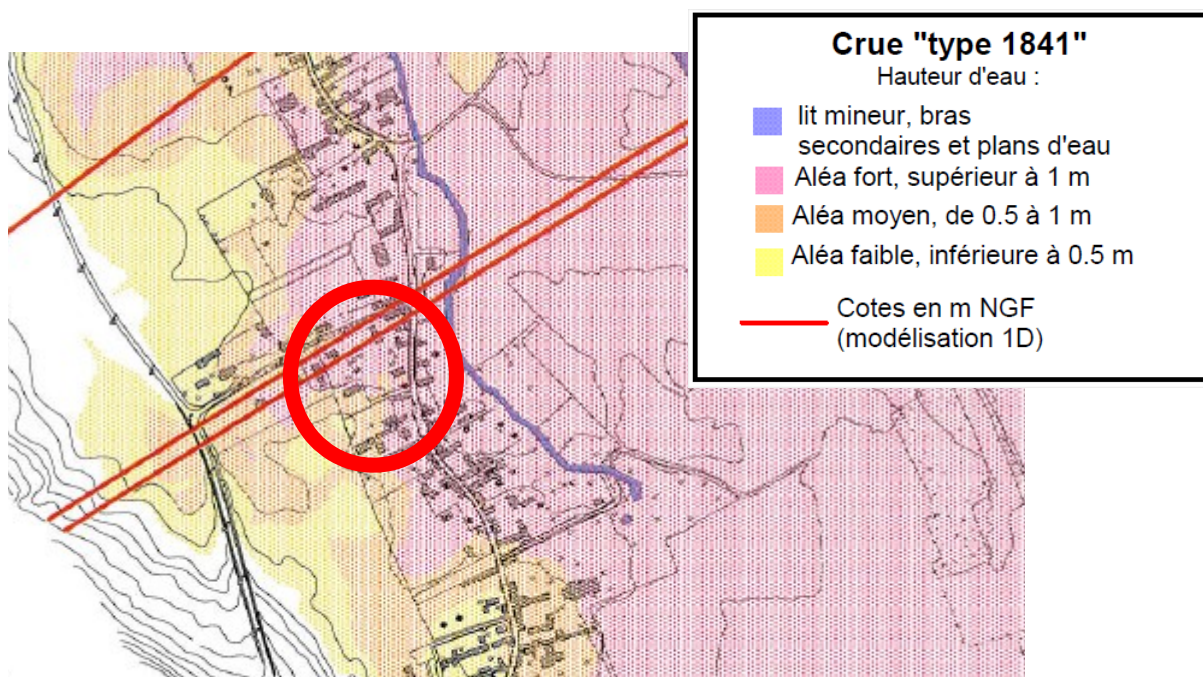 Crue "type 1841"
Hauteur d'eau :
lit mineur, bras
secondaires et plans d'eau
Aléa fort, supérieur à 1 m
Aléa moyen, de 0.5 à 1 m
Aléa faible, inférieure à 0.5 m
Cotes en m NGF
(modélisation 1D)